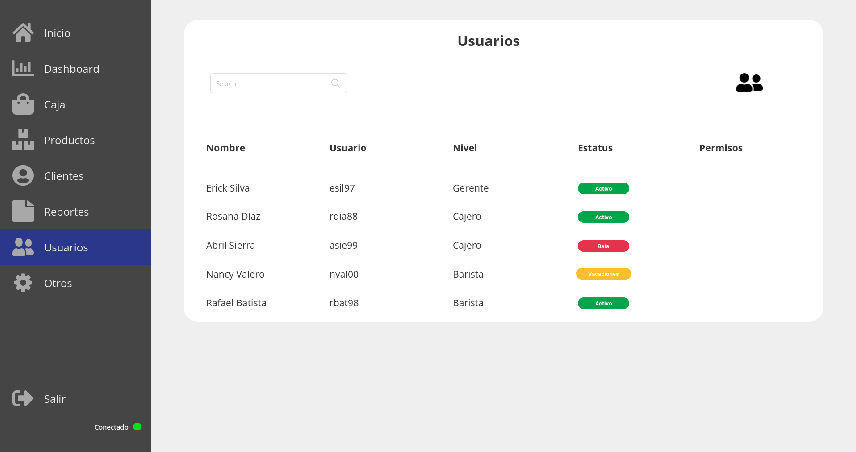 Inicio
Dashboard
Caja
Productos
Clientes
Reportes
Usuarios
Otros
Salir
Conectado
Usuarios
Search
Nombre Usuario Nivel Estatus Permisos
Erick Silva esil97 Gerente Activo
Rosana Diaz rdia88 Cajero Activo
Abril Sierra asie99 Cajero Baja
Nancy Valero nval00 Barista Vacaciones
Rafael Batista rbat98 Barista Activo